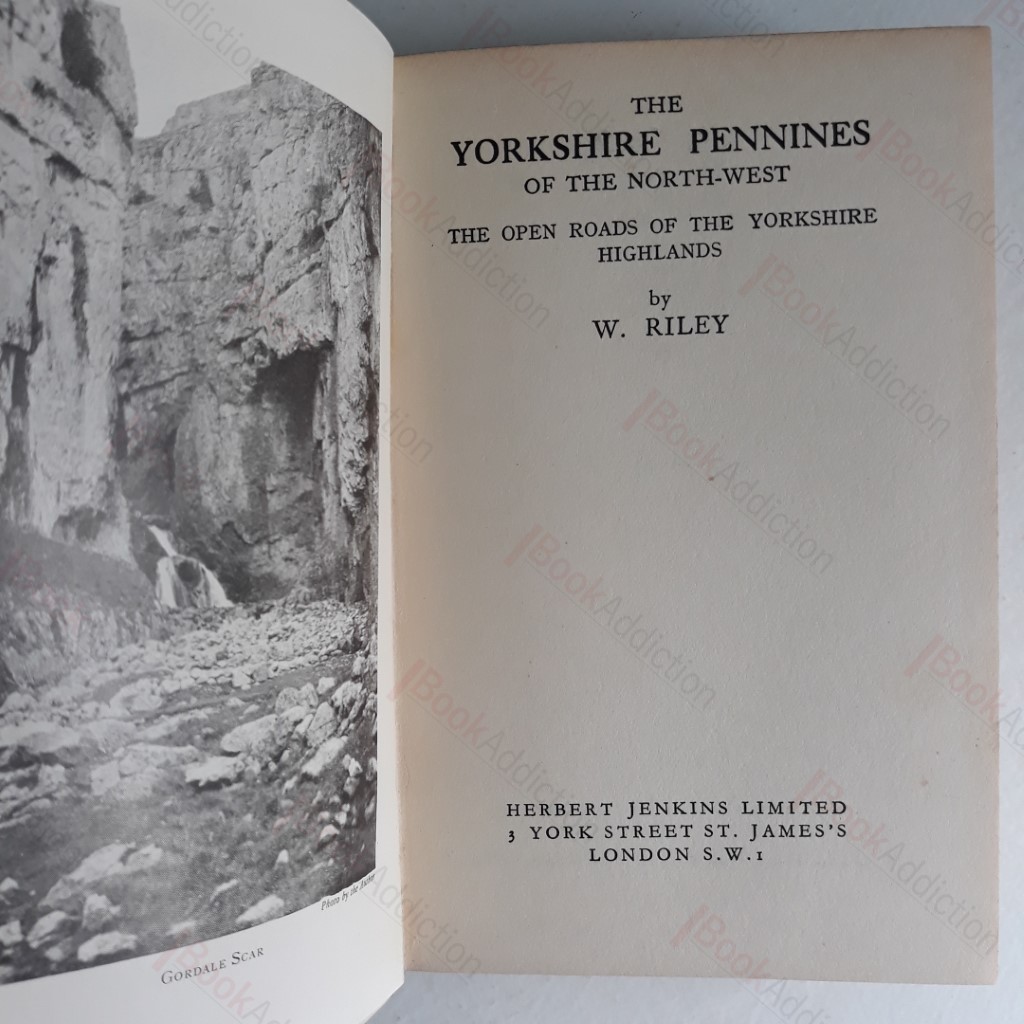 Photo by the Author
GORDALE SCAR
THE
YORKSHIRE PENNINES
OF THE NORTH-WEST
THE OPEN ROADS OF THE YORKSHIRE
HIGHLANDS
by
W. RILEY
HERBERT JENKINS LIMITED
3 YORK STREET ST. JAMES'S
LONDON S.W.1
BookAddiction